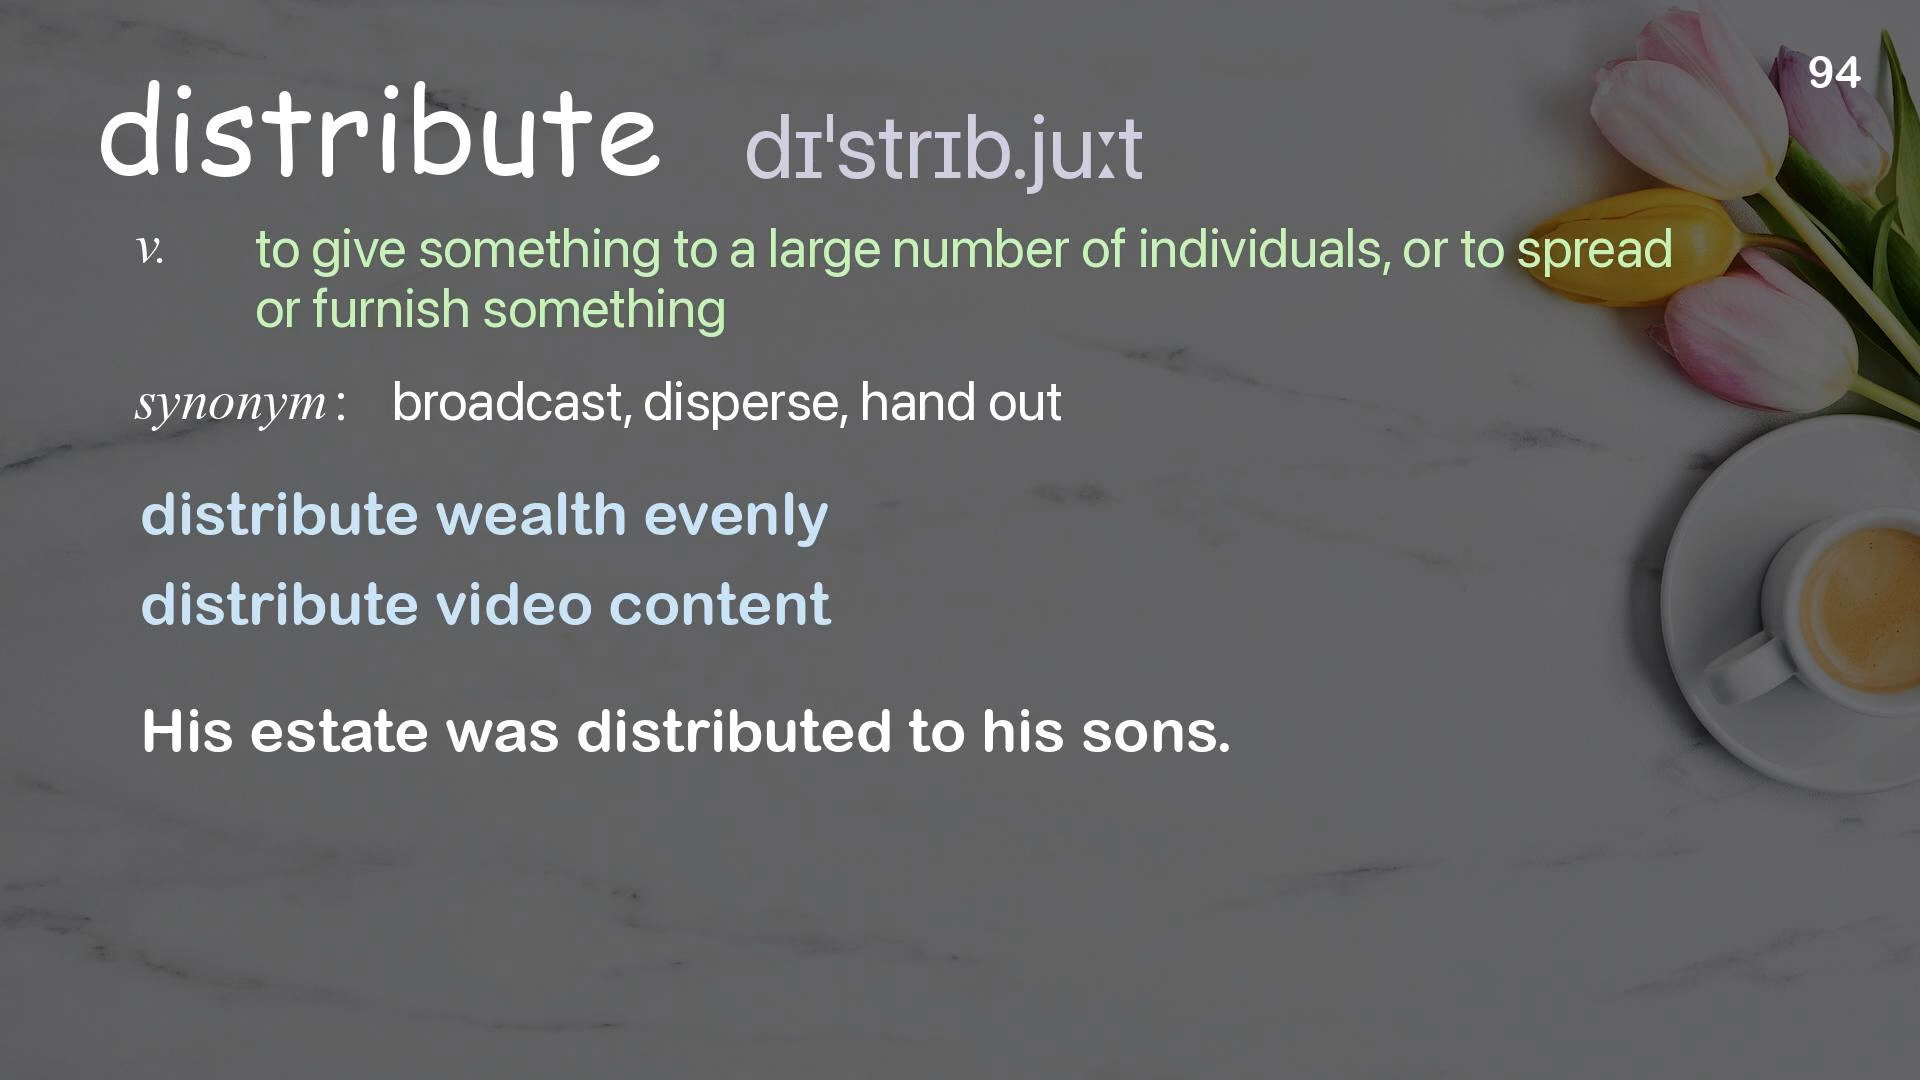 94
distribute dɪˈstrɪb.juːt
v. to give something to a large number of individuals, or to spread
or furnish something
synonym : broadcast, disperse, hand out
distribute wealth evenly
distribute video content
His estate was distributed to his sons.